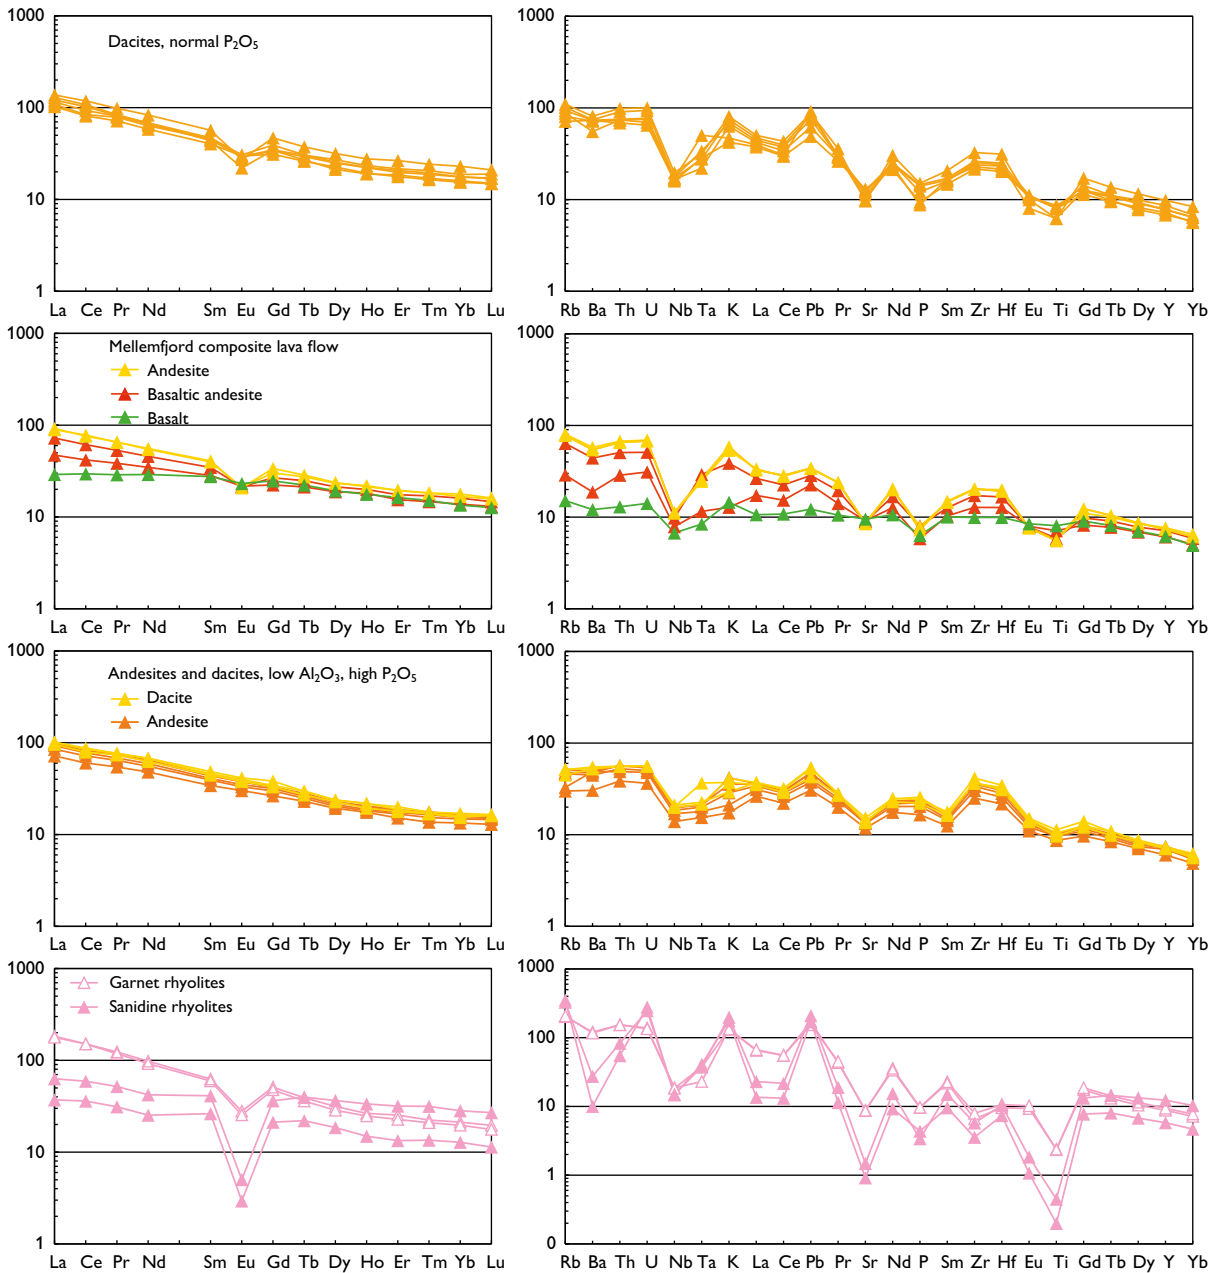 1000
100
10
1
Dacites, normal P₂O₅
La Ce Pr Nd Sm Eu Gd Tb Dy Ho Er Tm Yb Lu
1000
100
10
1
Rb Ba Th U Nb Ta K La Ce Pb Pr Sr Nd P Sm Zr Hf Eu Ti Gd Tb Dy Y Yb
1000
100
10
1
Mellemfjord composite lava flow
Andesite
Basaltic andesite
Basalt
La Ce Pr Nd Sm Eu Gd Tb Dy Ho Er Tm Yb Lu
1000
100
10
1
Rb Ba Th U Nb Ta K La Ce Pb Pr Sr Nd P Sm Zr Hf Eu Ti Gd Tb Dy Y Yb
1000
100
10
1
Andesites and dacites, low Al₂O₃, high P₂O₅
Dacite
Andesite
La Ce Pr Nd Sm Eu Gd Tb Dy Ho Er Tm Yb Lu
1000
100
10
1
Rb Ba Th U Nb Ta K La Ce Pb Pr Sr Nd P Sm Zr Hf Eu Ti Gd Tb Dy Y Yb
1000
100
10
1
Garnet rhyolites
Sanidine rhyolites
La Ce Pr Nd Sm Eu Gd Tb Dy Ho Er Tm Yb Lu
1000
100
10
1
0
Rb Ba Th U Nb Ta K La Ce Pb Pr Sr Nd P Sm Zr Hf Eu Ti Gd Tb Dy Y Yb